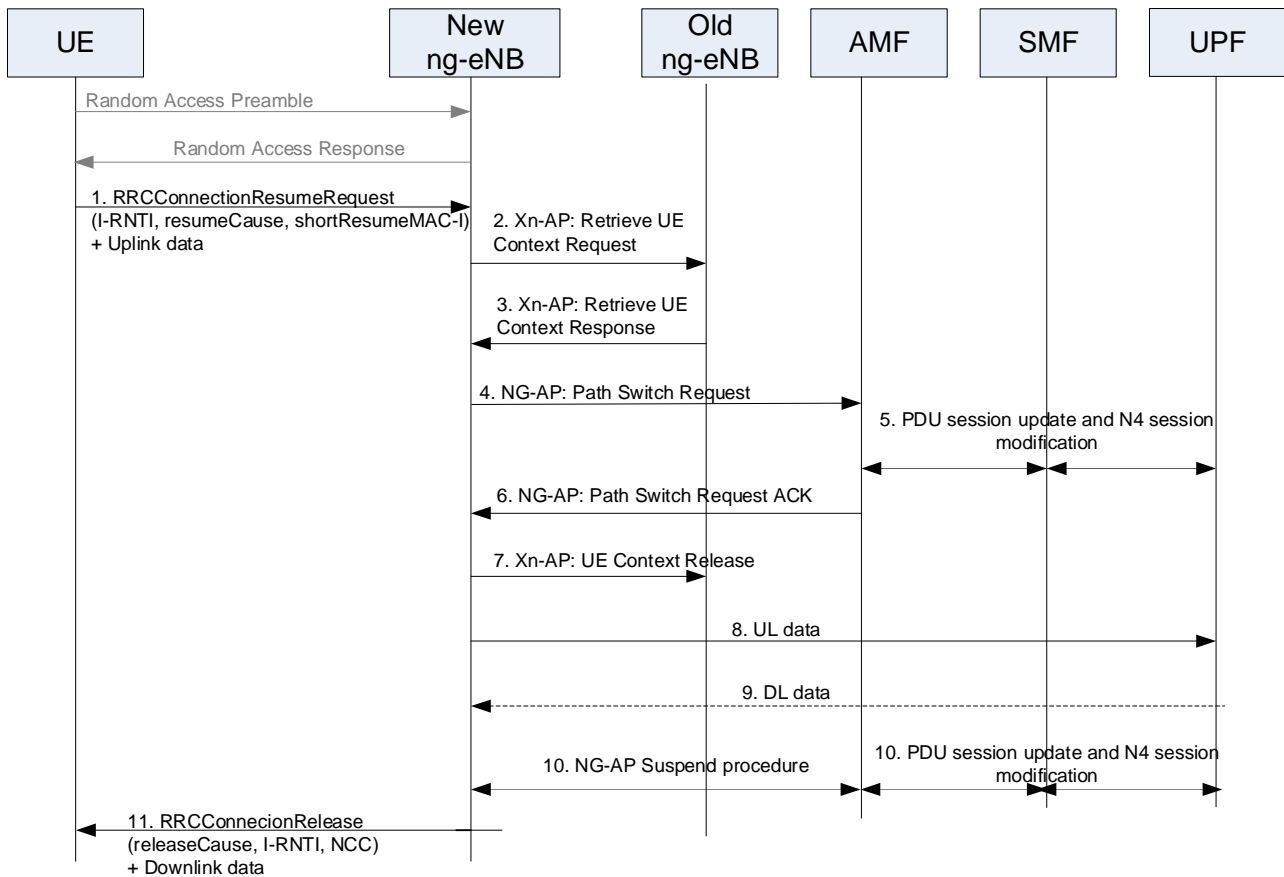 UE
New
ng-eNB
Old
ng-eNB
AMF
SMF
UPF
Random Access Preamble
Random Access Response
1. RRCConnectionResumeRequest
(I-RNTI, resumeCause, shortResumeMAC-I)
+ Uplink data
2. Xn-AP: Retrieve UE
Context Request
3. Xn-AP: Retrieve UE
Context Response
4. NG-AP: Path Switch Request
5. PDU session update and N4 session
modification
6. NG-AP: Path Switch Request ACK
7. Xn-AP: UE Context Release
8. UL data
9. DL data
10. NG-AP Suspend procedure
10. PDU session update and N4 session
modification
11. RRCConnecionRelease
(releaseCause, I-RNTI, NCC)
+ Downlink data